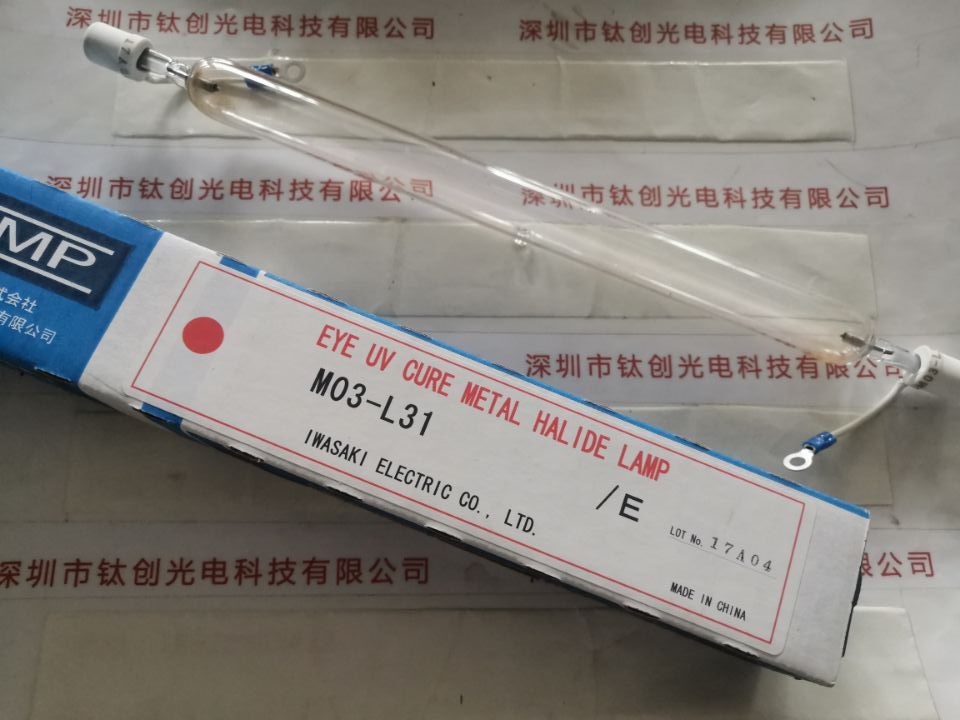 深圳市钛创光电科技有限公司
深圳市钛创光电科技有限公司
深圳市钛创光电科技有限公司
深圳市钛创光电科技有限公司
深圳市钛创光电科技有限公司
MP
式会社
有限公司
EYE UV CURE METAL HALIDE LAMP
M03-L31
IWASAKI ELECTRIC CO., LTD.
/E
LOT No. 17A04
MADE IN CHINA
M03-L
深圳市钛创光电科技有限公司
公司